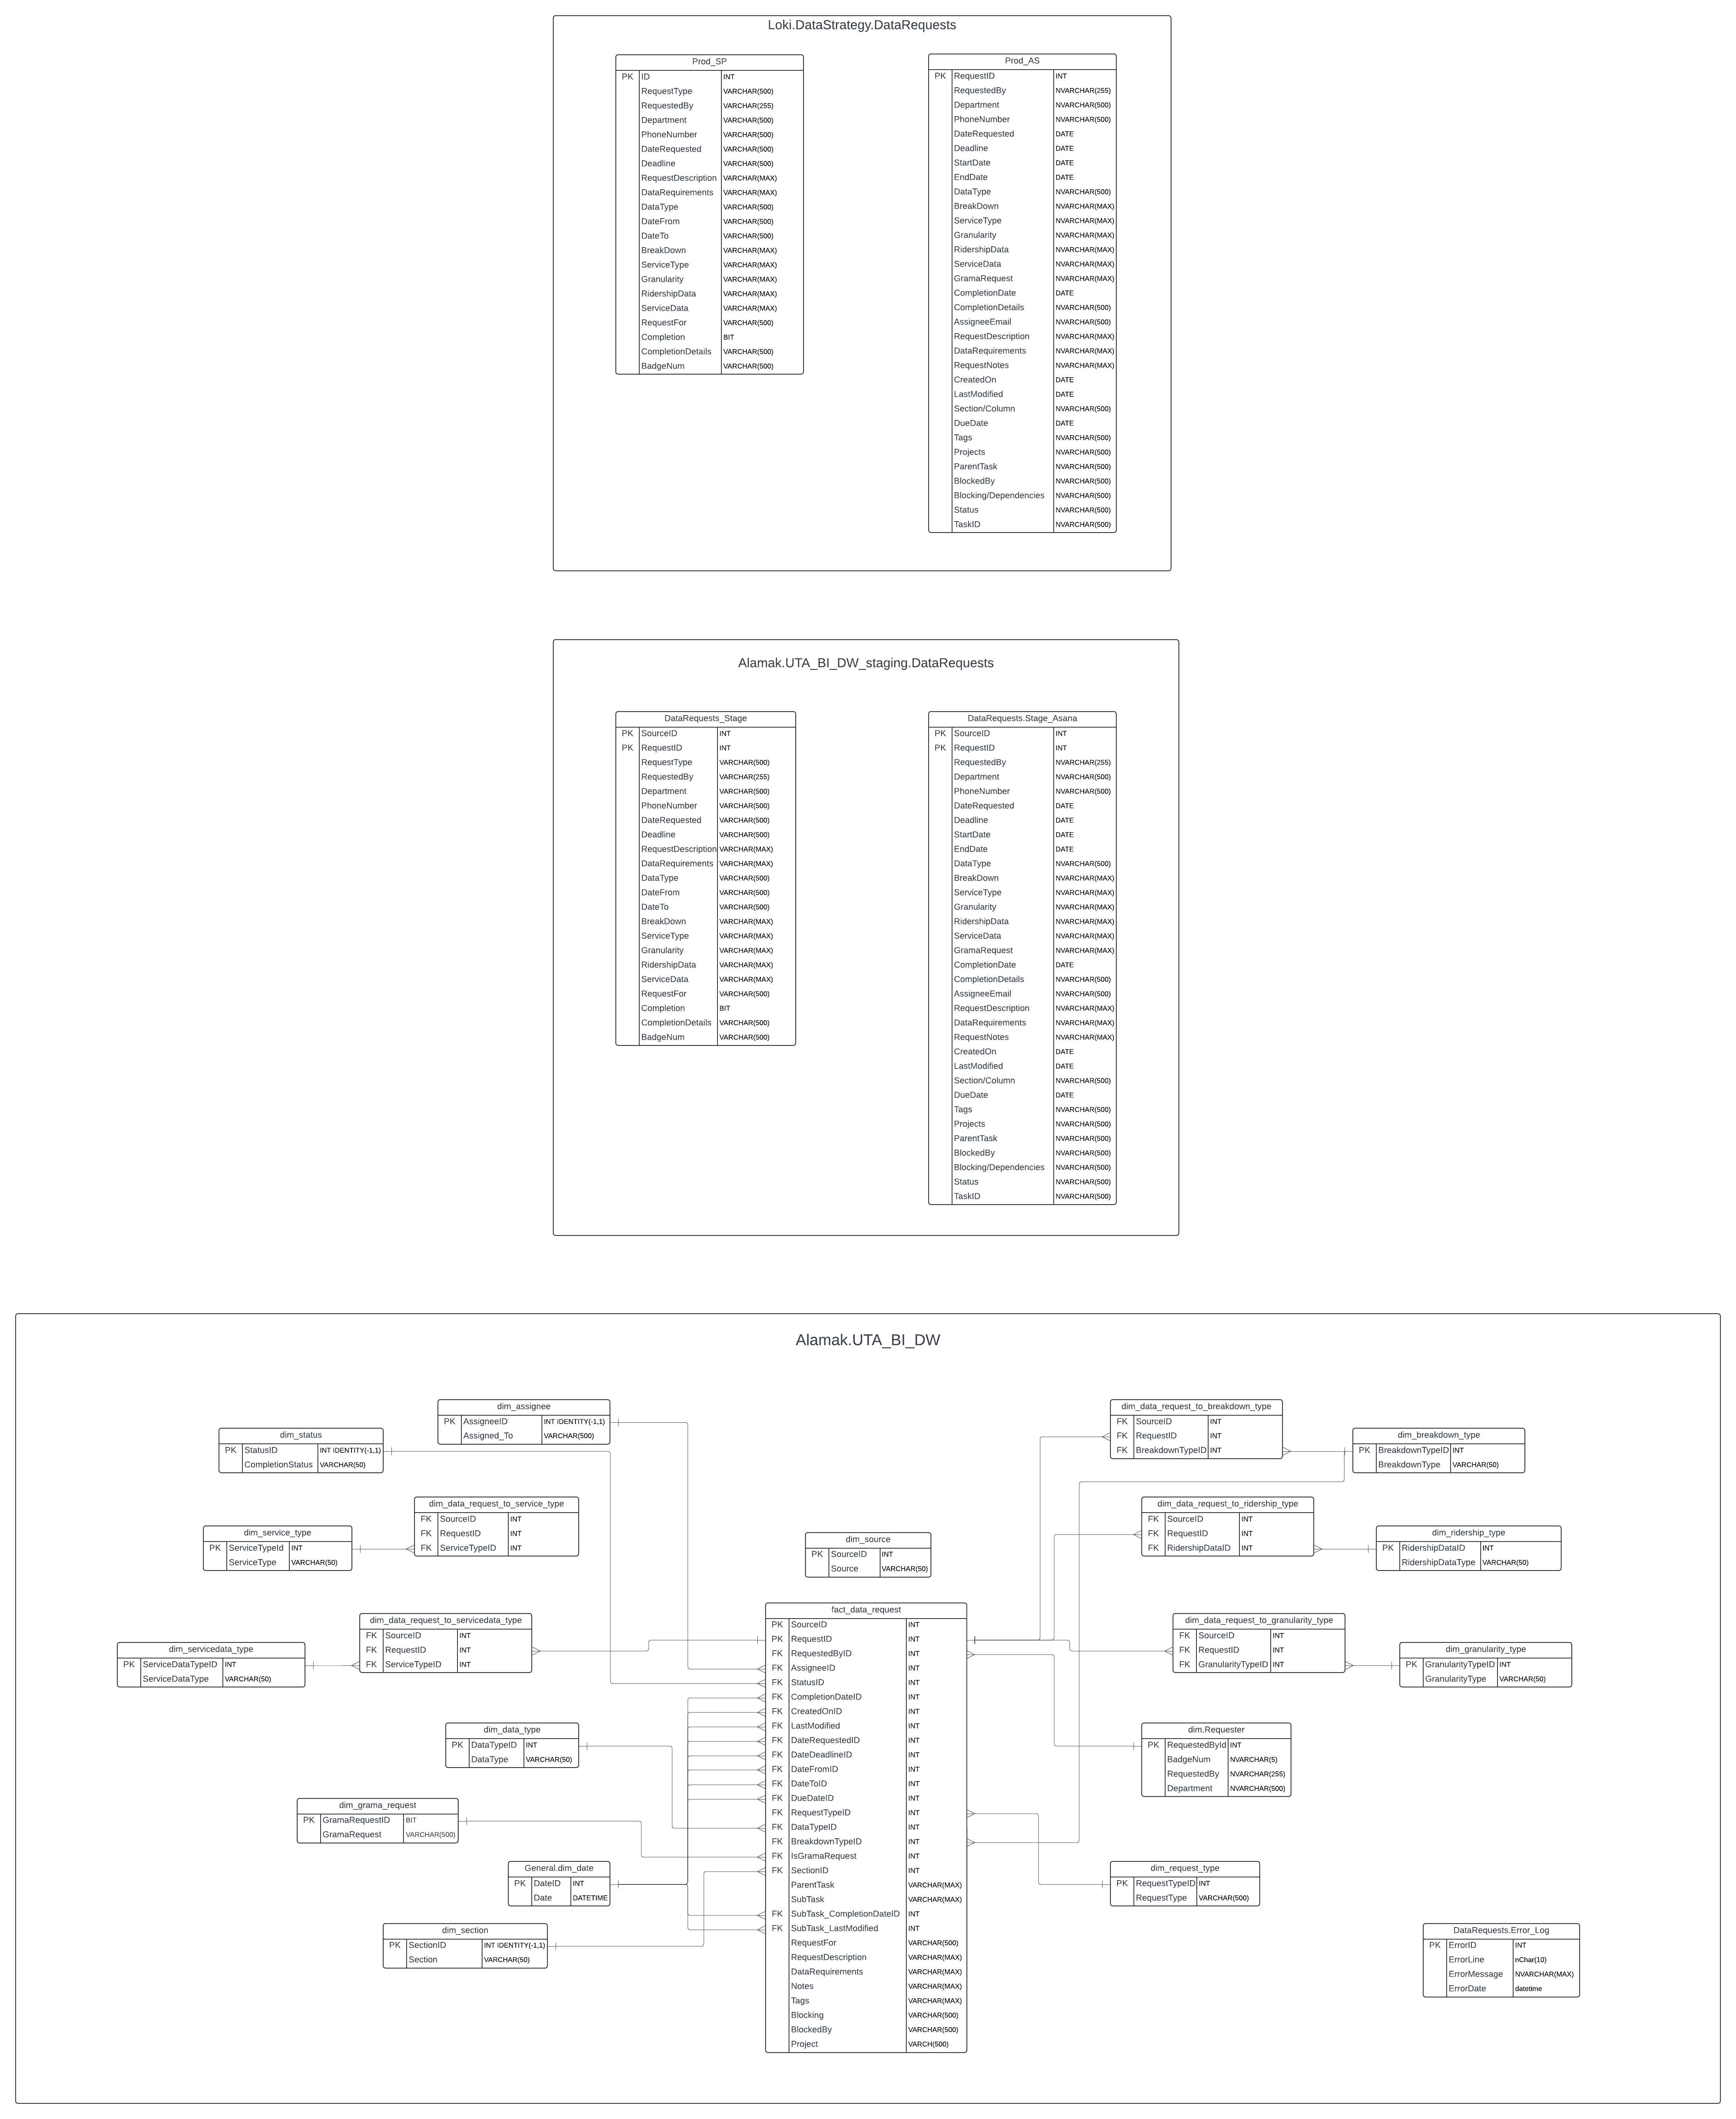 Loki.DataStrategy.DataRequests
Prod_SP
PK ID INT
RequestType VARCHAR(500)
RequestedBy VARCHAR(255)
Department VARCHAR(500)
PhoneNumber VARCHAR(500)
DateRequested VARCHAR(500)
Deadline VARCHAR(500)
RequestDescription VARCHAR(MAX)
DataRequirements VARCHAR(MAX)
DataType VARCHAR(500)
DateFrom VARCHAR(500)
DateTo VARCHAR(500)
BreakDown VARCHAR(MAX)
ServiceType VARCHAR(MAX)
Granularity VARCHAR(MAX)
RidershipData VARCHAR(MAX)
ServiceData VARCHAR(MAX)
RequestFor VARCHAR(500)
Completion BIT
CompletionDetails VARCHAR(500)
BadgeNum VARCHAR(500)
Prod_AS
PK RequestID INT
RequestedBy NVARCHAR(255)
Department NVARCHAR(500)
PhoneNumber NVARCHAR(500)
DateRequested DATE
Deadline DATE
StartDate DATE
EndDate DATE
DataType NVARCHAR(500)
BreakDown NVARCHAR(MAX)
ServiceType NVARCHAR(MAX)
Granularity NVARCHAR(MAX)
RidershipData NVARCHAR(MAX)
ServiceData NVARCHAR(MAX)
GramaRequest NVARCHAR(MAX)
CompletionDate DATE
CompletionDetails NVARCHAR(500)
AssigneeEmail NVARCHAR(500)
RequestDescription NVARCHAR(MAX)
DataRequirements NVARCHAR(MAX)
RequestNotes NVARCHAR(MAX)
CreatedOn DATE
LastModified DATE
Section/Column NVARCHAR(500)
DueDate DATE
Tags NVARCHAR(500)
Projects NVARCHAR(500)
ParentTask NVARCHAR(500)
BlockedBy NVARCHAR(500)
Blocking/Dependencies NVARCHAR(500)
Status NVARCHAR(500)
TaskID NVARCHAR(500)
Alamak.UTA_BI_DW_staging.DataRequests
DataRequests_Stage
PK SourceID INT
PK RequestID INT
RequestType VARCHAR(500)
RequestedBy VARCHAR(255)
Department VARCHAR(500)
PhoneNumber VARCHAR(500)
DateRequested VARCHAR(500)
Deadline VARCHAR(500)
RequestDescription VARCHAR(MAX)
DataRequirements VARCHAR(MAX)
DataType VARCHAR(500)
DateFrom VARCHAR(500)
DateTo VARCHAR(500)
BreakDown VARCHAR(MAX)
ServiceType VARCHAR(MAX)
Granularity VARCHAR(MAX)
RidershipData VARCHAR(MAX)
ServiceData VARCHAR(MAX)
RequestFor VARCHAR(500)
Completion BIT
CompletionDetails VARCHAR(500)
BadgeNum VARCHAR(500)
DataRequests.Stage_Asana
PK SourceID INT
PK RequestID INT
RequestedBy NVARCHAR(255)
Department NVARCHAR(500)
PhoneNumber NVARCHAR(500)
DateRequested DATE
Deadline DATE
StartDate DATE
EndDate DATE
DataType NVARCHAR(500)
BreakDown NVARCHAR(MAX)
ServiceType NVARCHAR(MAX)
Granularity NVARCHAR(MAX)
RidershipData NVARCHAR(MAX)
ServiceData NVARCHAR(MAX)
GramaRequest NVARCHAR(MAX)
CompletionDate DATE
CompletionDetails NVARCHAR(500)
AssigneeEmail NVARCHAR(500)
RequestDescription NVARCHAR(MAX)
DataRequirements NVARCHAR(MAX)
RequestNotes NVARCHAR(MAX)
CreatedOn DATE
LastModified DATE
Section/Column NVARCHAR(500)
DueDate DATE
Tags NVARCHAR(500)
Projects NVARCHAR(500)
ParentTask NVARCHAR(500)
BlockedBy NVARCHAR(500)
Blocking/Dependencies NVARCHAR(500)
Status NVARCHAR(500)
TaskID NVARCHAR(500)
Alamak.UTA_BI_DW
dim_assignee
PK AssigneeID INT IDENTITY(-1,1)
Assigned_To VARCHAR(500)
dim_status
PK StatusID INT IDENTITY(-1,1)
CompletionStatus VARCHAR(50)
dim_data_request_to_service_type
FK SourceID INT
FK RequestID INT
FK ServiceTypeID INT
dim_service_type
PK ServiceTypeId INT
ServiceType VARCHAR(50)
dim_data_request_to_servicedata_type
FK SourceID INT
FK RequestID INT
FK ServiceTypeID INT
dim_servicedata_type
PK ServiceDataTypeID INT
ServiceDataType VARCHAR(50)
dim_data_type
PK DataTypeID INT
DataType VARCHAR(50)
dim_grama_request
PK GramaRequestID BIT
GramaRequest VARCHAR(500)
General.dim_date
PK DateID INT
Date DATETIME
dim_section
PK SectionID INT IDENTITY(-1,1)
Section VARCHAR(50)
dim_source
PK SourceID INT
Source VARCHAR(50)
fact_data_request
PK SourceID INT
PK RequestID INT
FK RequestedByID INT
FK AssigneeID INT
FK StatusID INT
FK CompletionDateID INT
FK CreatedOnID INT
FK LastModified INT
FK DateRequestedID INT
FK DateDeadlineID INT
FK DateFromID INT
FK DateToID INT
FK DueDateID INT
FK RequestTypeID INT
FK DataTypeID INT
FK BreakdownTypeID INT
FK IsGramaRequest INT
FK SectionID INT
ParentTask VARCHAR(MAX)
SubTask VARCHAR(MAX)
FK SubTask_CompletionDateID INT
FK SubTask_LastModified INT
RequestFor VARCHAR(500)
RequestDescription VARCHAR(MAX)
DataRequirements VARCHAR(MAX)
Notes VARCHAR(MAX)
Tags VARCHAR(MAX)
Blocking VARCHAR(500)
BlockedBy VARCHAR(500)
Project VARCH(500)
dim_data_request_to_breakdown_type
FK SourceID INT
FK RequestID INT
FK BreakdownTypeID INT
dim_breakdown_type
PK BreakdownTypeID INT
BreakdownType VARCHAR(50)
dim_data_request_to_ridership_type
FK SourceID INT
FK RequestID INT
FK RidershipDataID INT
dim_ridership_type
PK RidershipDataID INT
RidershipDataType VARCHAR(50)
dim_data_request_to_granularity_type
FK SourceID INT
FK RequestID INT
FK GranularityTypeID INT
dim_granularity_type
PK GranularityTypeID INT
GranularityType VARCHAR(50)
dim.Requester
PK RequestedById INT
BadgeNum NVARCHAR(5)
RequestedBy NVARCHAR(255)
Department NVARCHAR(500)
dim_request_type
PK RequestTypeID INT
RequestType VARCHAR(500)
DataRequests.Error_Log
PK ErrorID INT
ErrorLine nChar(10)
ErrorMessage NVARCHAR(MAX)
ErrorDate datetime